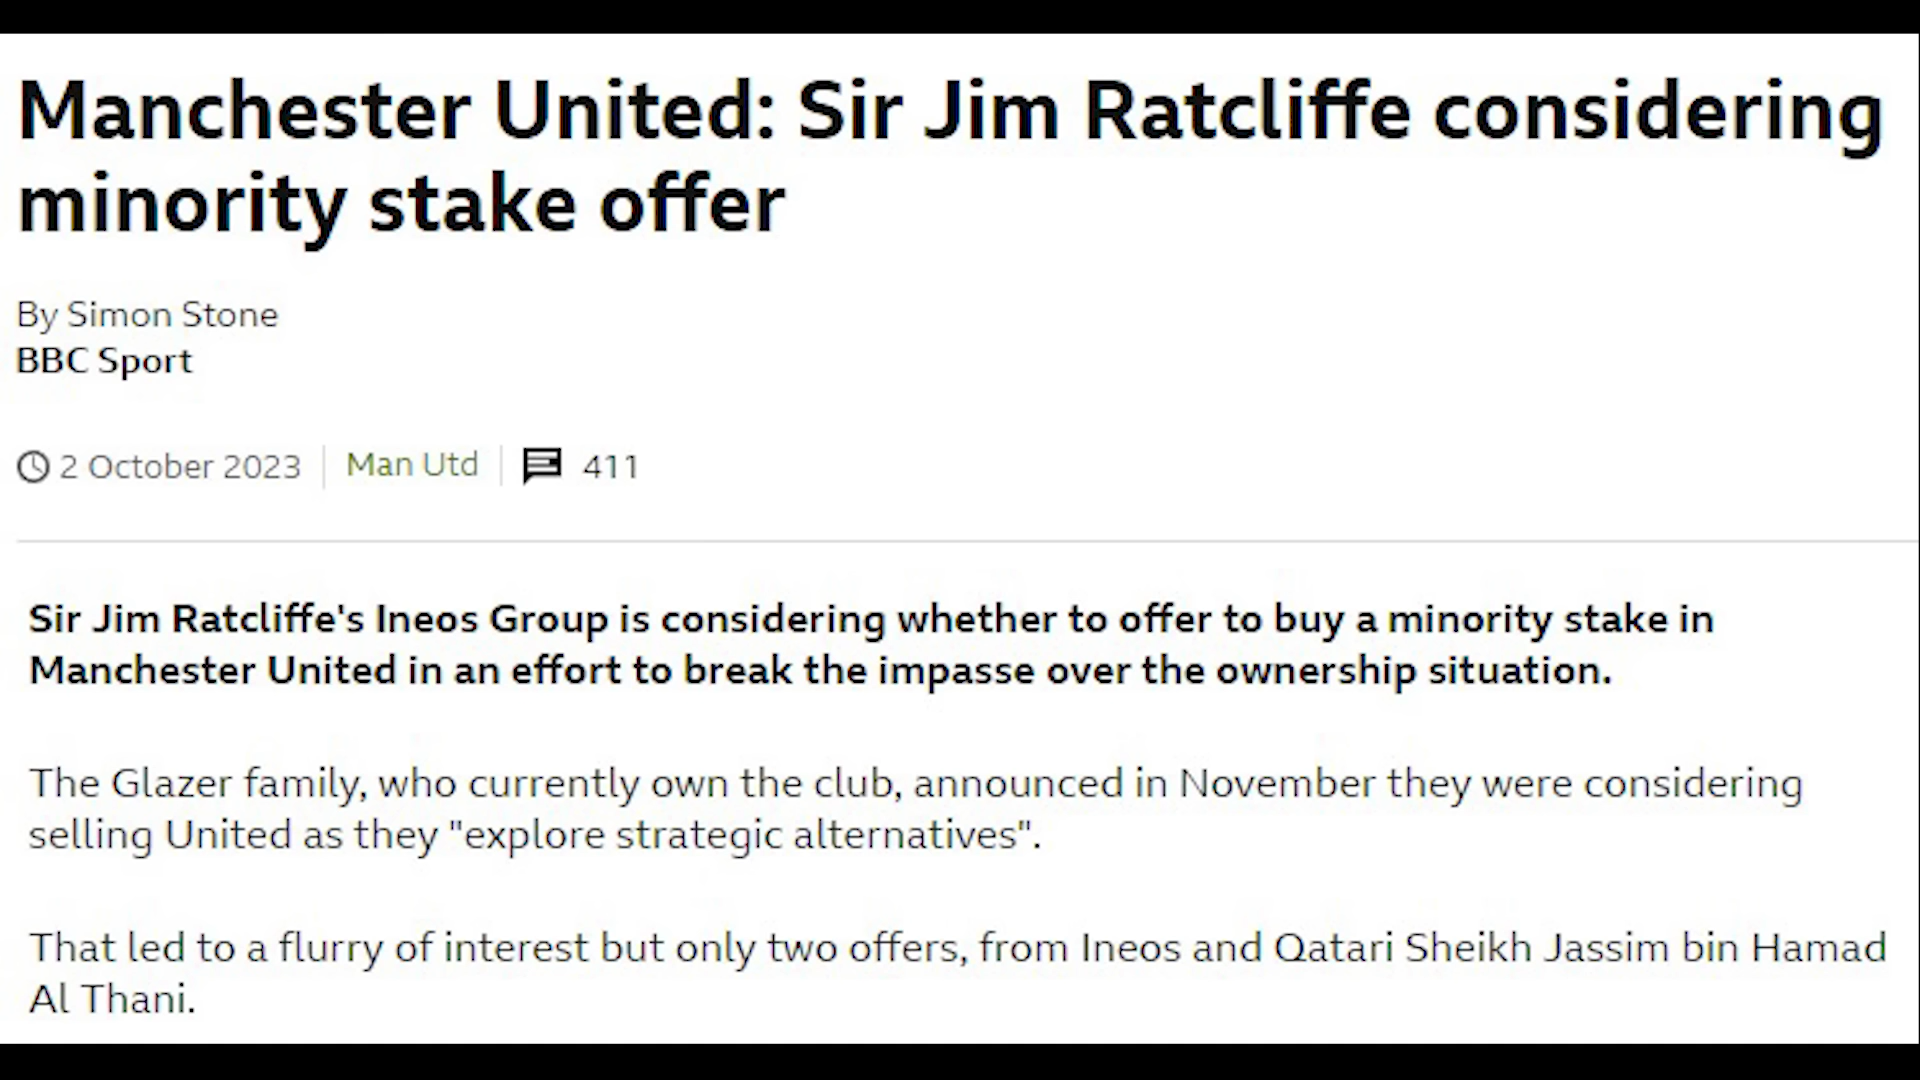 Manchester United: Sir Jim Ratcliffe considering
minority stake offer
By Simon Stone
BBC Sport
2 October 2023 Man Utd 411
Sir Jim Ratcliffe's Ineos Group is considering whether to offer to buy a minority stake in
Manchester United in an effort to break the impasse over the ownership situation.
The Glazer family, who currently own the club, announced in November they were considering
selling United as they "explore strategic alternatives".
That led to a flurry of interest but only two offers, from Ineos and Qatari Sheikh Jassim bin Hamad
Al Thani.